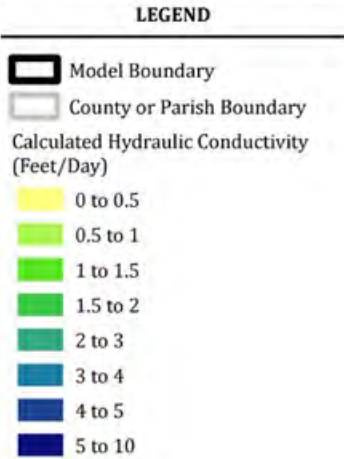 LEGEND
Model Boundary
County or Parish Boundary
Calculated Hydraulic Conductivity
(Feet/Day)
0 to 0.5
0.5 to 1
1 to 1.5
1.5 to 2
2 to 3
3 to 4
4 to 5
5 to 10